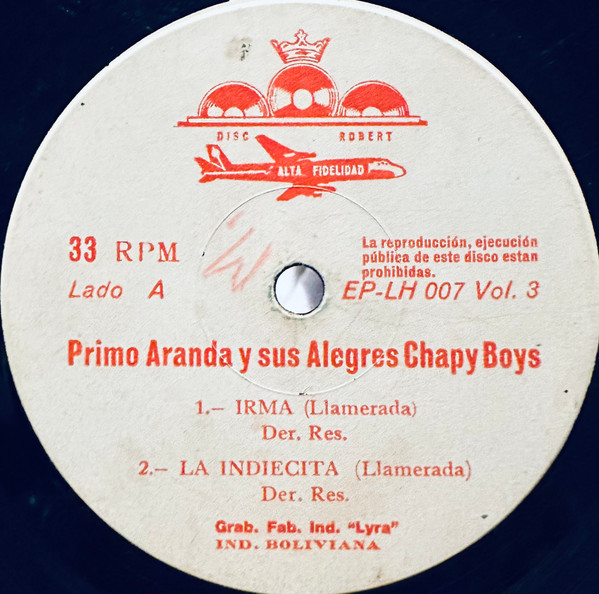 DISC ROBERT
ALTA FIDELIDAD
33 RPM
Lado A
La reproducción, ejecución
pública de este disco estan
prohibidas.
EP-LH 007 Vol. 3
Primo Aranda y sus Alegres Chapy Boys
1.– IRMA (Llamerada)
Der. Res.
2.– LA INDIECITA (Llamerada)
Der. Res.
Grab. Fab. Ind. "Lyra"
IND. BOLIVIANA